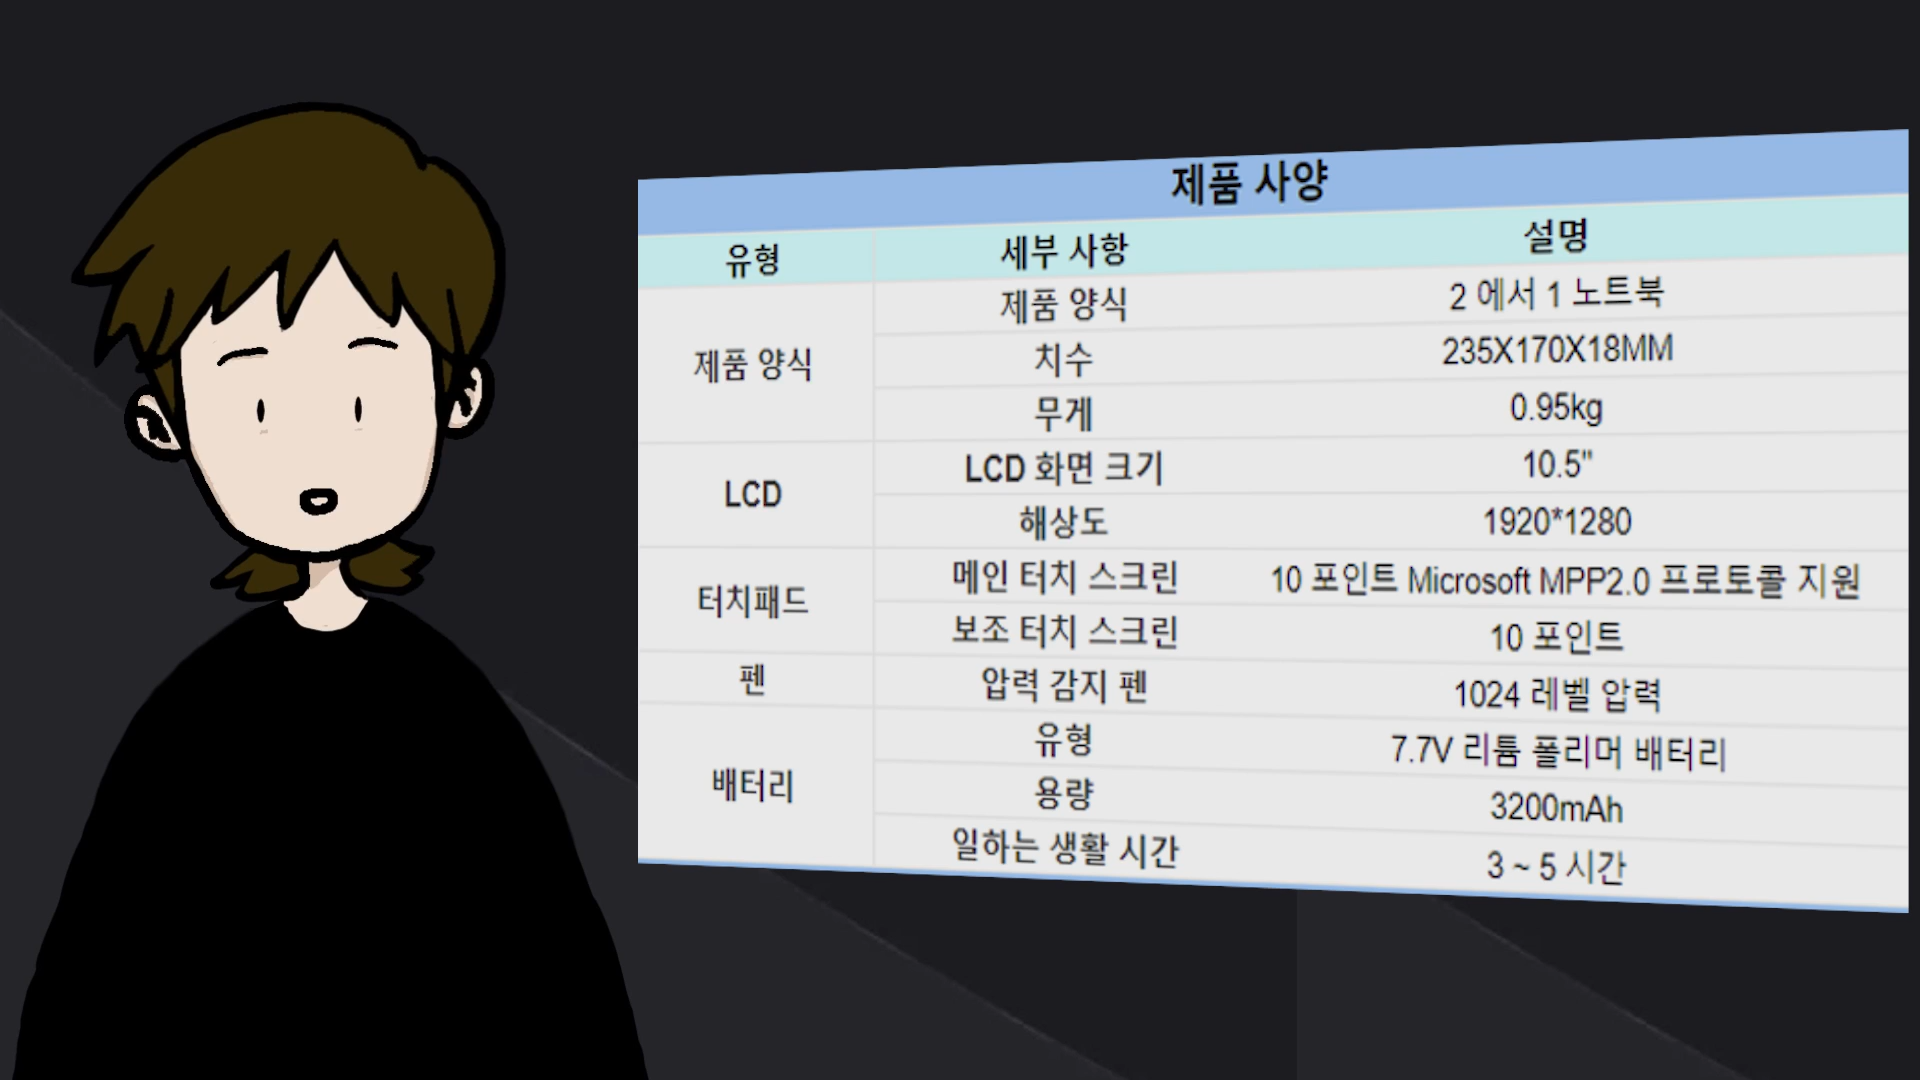 제품 사양
유형 세부 사항 설명
제품 양식 제품 양식 2 에서 1 노트북
치수 235X170X18MM
무게 0.95kg
LCD LCD 화면 크기 10.5"
해상도 1920*1280
터치패드 메인 터치 스크린 10 포인트 Microsoft MPP2.0 프로토콜 지원
보조 터치 스크린 10 포인트
펜 압력 감지 펜 1024 레벨 압력
배터리 유형 7.7V 리튬 폴리머 배터리
용량 3200mAh
일하는 생활 시간 3 ~ 5 시간